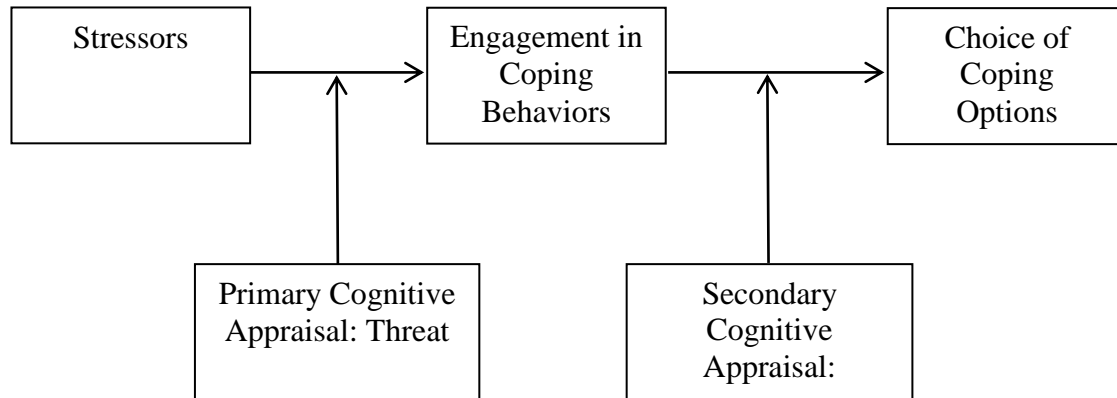 Stressors
Engagement in
Coping
Behaviors
Choice of
Coping
Options
Primary Cognitive
Appraisal: Threat
Secondary
Cognitive
Appraisal: